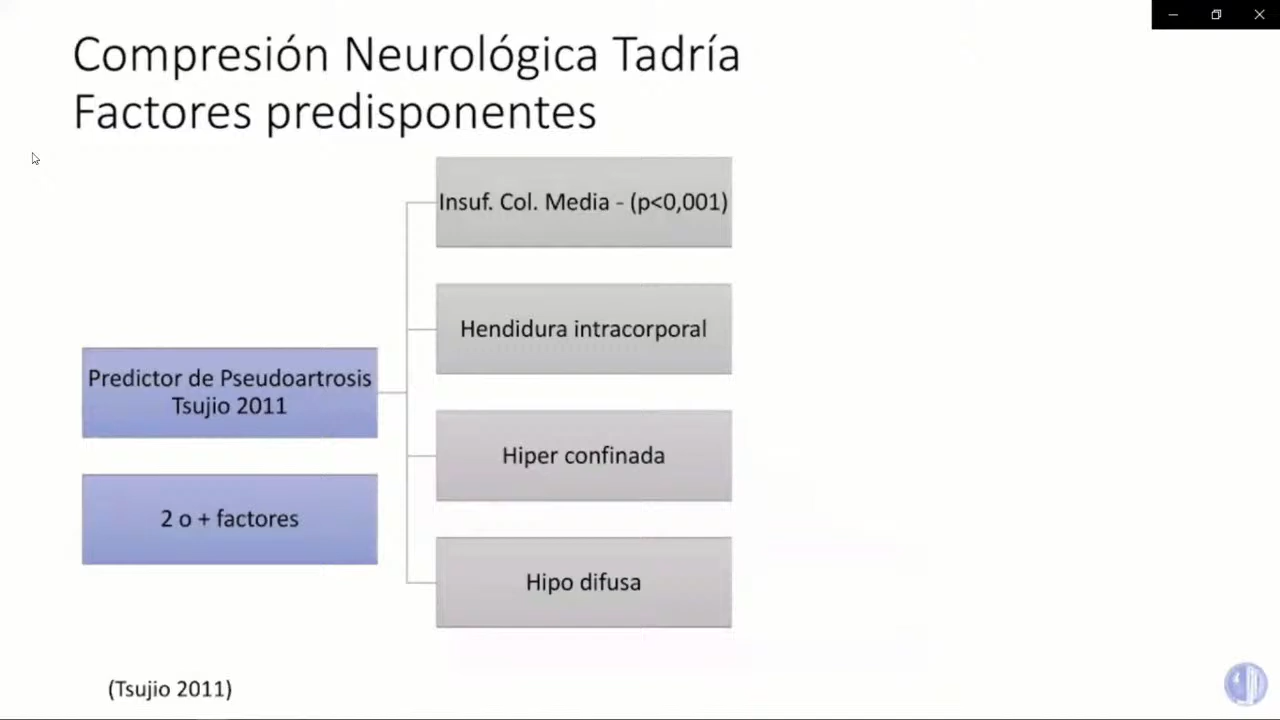 Compresión Neurológica Tadría
Factores predisponentes
Insuf. Col. Media - (p<0,001)
Hendidura intracorporal
Predictor de Pseudoartrosis
Tsujio 2011
Hiper confinada
2 o + factores
Hipo difusa
(Tsujio 2011)